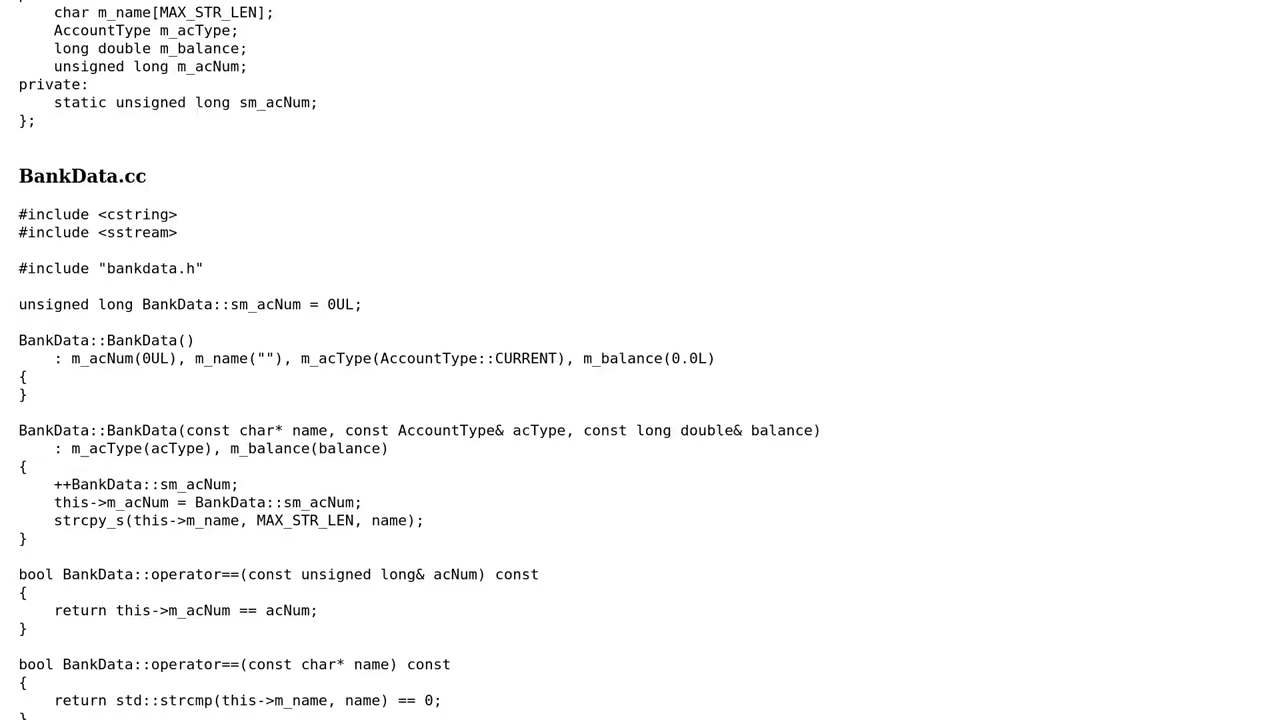 char m_name[MAX_STR_LEN];
AccountType m_acType;
long double m_balance;
unsigned long m_acNum;
private:
static unsigned long sm_acNum;
};
BankData.cc
#include <cstring>
#include <sstream>
#include "bankdata.h"
unsigned long BankData::sm_acNum = 0UL;
BankData::BankData()
: m_acNum(0UL), m_name(""), m_acType(AccountType::CURRENT), m_balance(0.0L)
{
}
BankData::BankData(const char* name, const AccountType& acType, const long double& balance)
: m_acType(acType), m_balance(balance)
{
++BankData::sm_acNum;
this->m_acNum = BankData::sm_acNum;
strcpy_s(this->m_name, MAX_STR_LEN, name);
}
bool BankData::operator==(const unsigned long& acNum) const
{
return this->m_acNum == acNum;
}
bool BankData::operator==(const char* name) const
{
return std::strcmp(this->m_name, name) == 0;
}